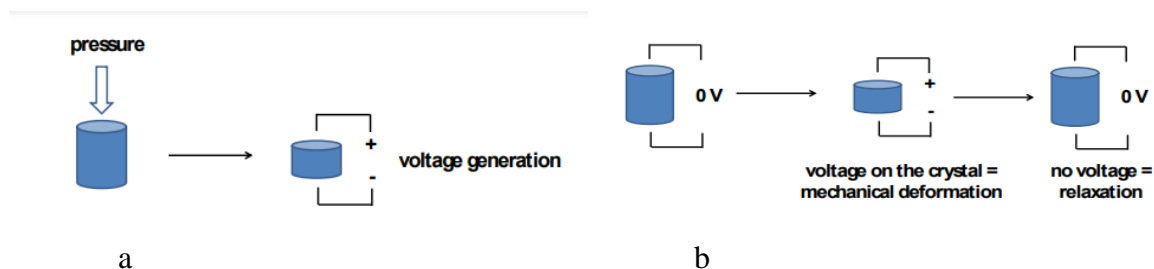 pressure
+
-
voltage generation
a
0 V
+
-
0 V
voltage on the crystal =
mechanical deformation
no voltage =
relaxation
b